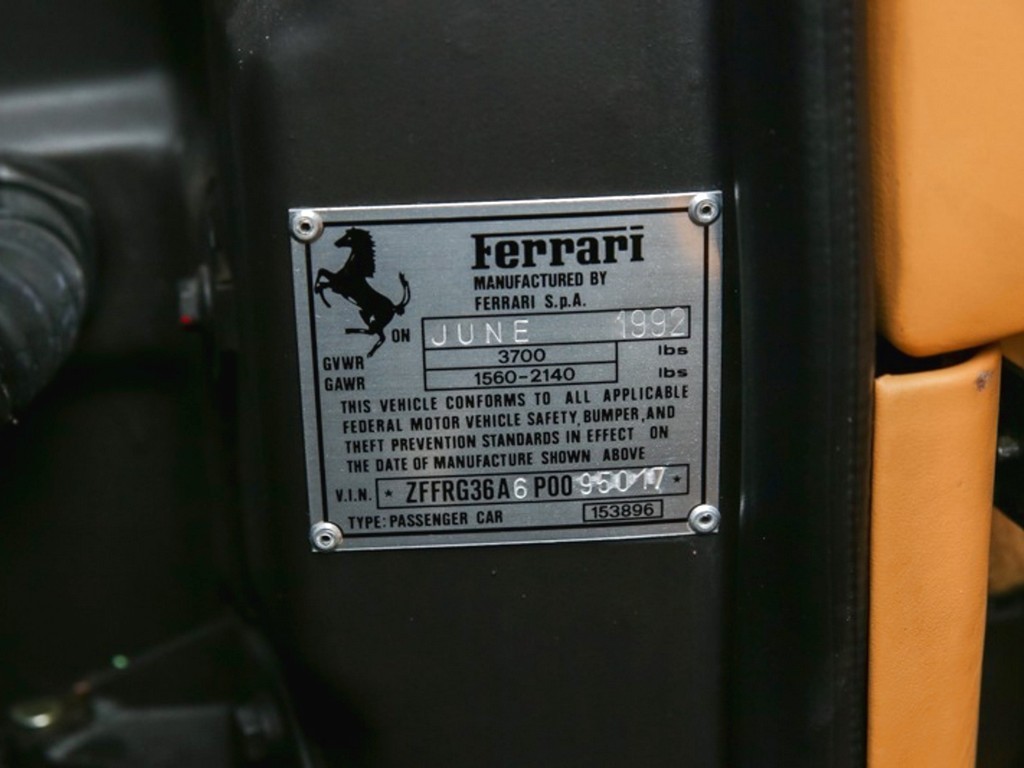 Ferrari
MANUFACTURED BY
FERRARI S.p.A.
ON JUNE 1992
GVWR 3700 lbs
GAWR 1560-2140 lbs
THIS VEHICLE CONFORMS TO ALL APPLICABLE
FEDERAL MOTOR VEHICLE SAFETY, BUMPER, AND
THEFT PREVENTION STANDARDS IN EFFECT ON
THE DATE OF MANUFACTURE SHOWN ABOVE
V.I.N. * ZFFRG36A6P0095017 *
TYPE: PASSENGER CAR 153896